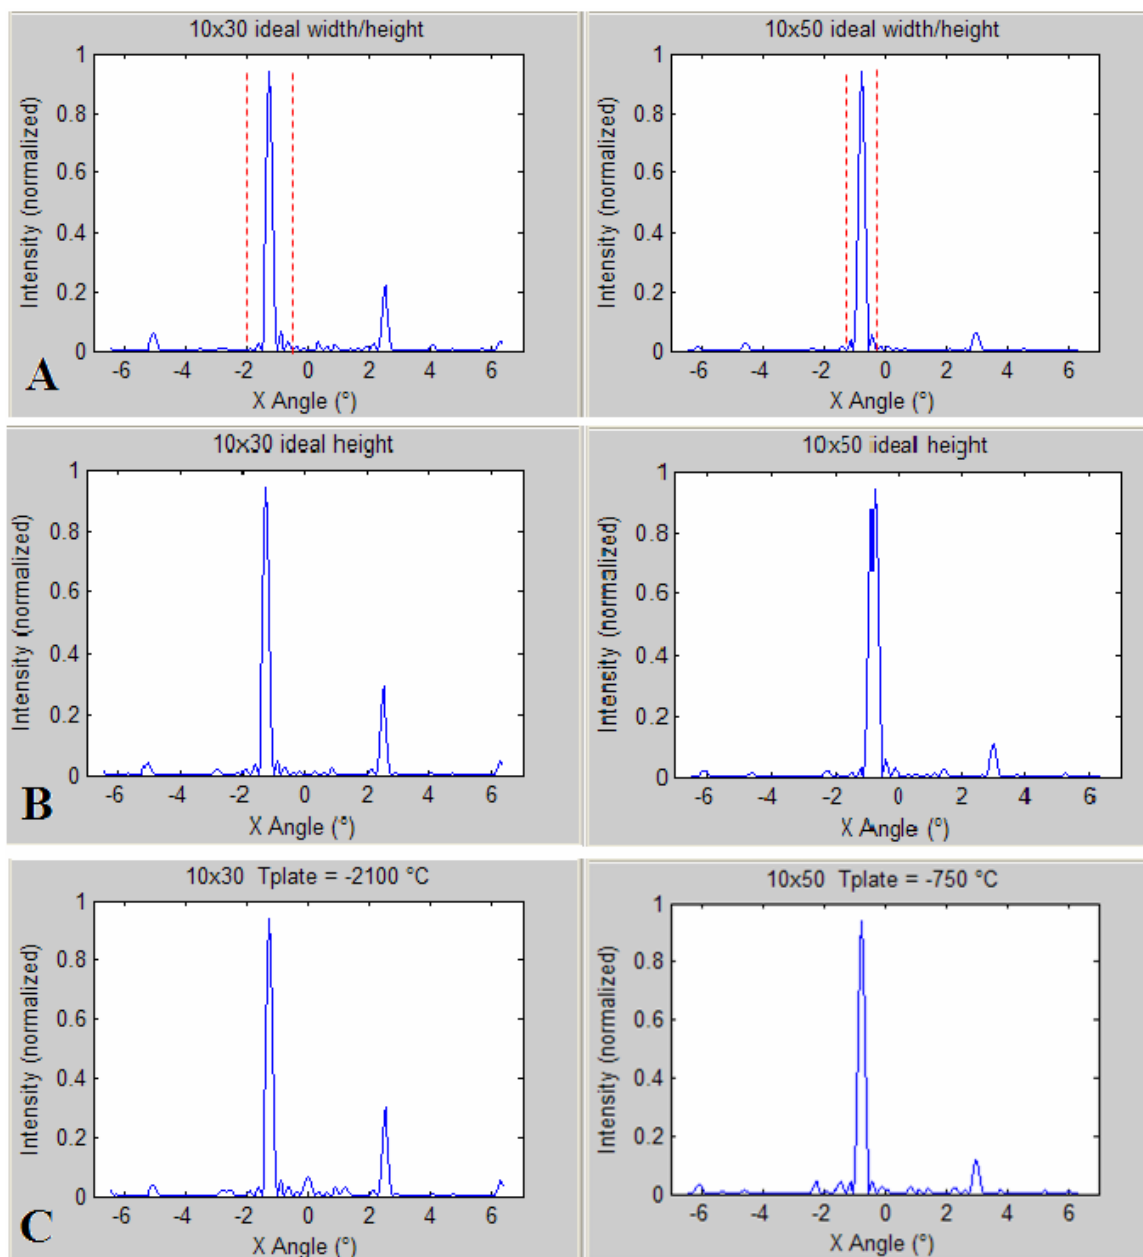 10x30 ideal width/height
1
0.8
0.6
0.4
0.2
0
Intensity (normalized)
-6 -4 -2 0 2 4 6
X Angle (°)
A
10x50 ideal width/height
1
0.8
0.6
0.4
0.2
0
Intensity (normalized)
-6 -4 -2 0 2 4 6
X Angle (°)
10x30 ideal height
1
0.8
0.6
0.4
0.2
0
Intensity (normalized)
-6 -4 -2 0 2 4 6
X Angle (°)
B
10x50 ideal height
1
0.8
0.6
0.4
0.2
0
Intensity (normalized)
-6 -4 -2 0 2 4 6
X Angle (°)
10x30 Tplate = -2100 °C
1
0.8
0.6
0.4
0.2
0
Intensity (normalized)
-6 -4 -2 0 2 4 6
X Angle (°)
C
10x50 Tplate = -750 °C
1
0.8
0.6
0.4
0.2
0
Intensity (normalized)
-6 -4 -2 0 2 4 6
X Angle (°)